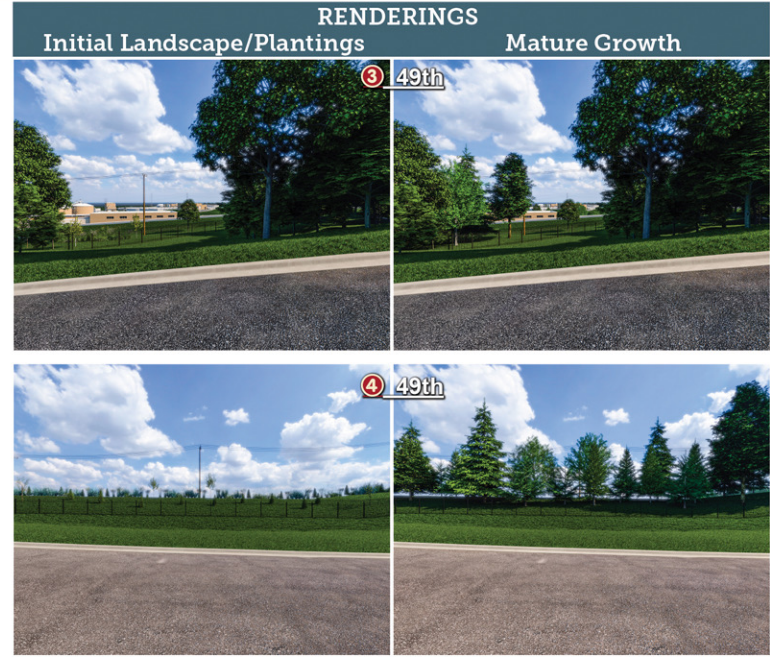 RENDERINGS
Initial Landscape/Plantings
Mature Growth
3 49th
4 49th